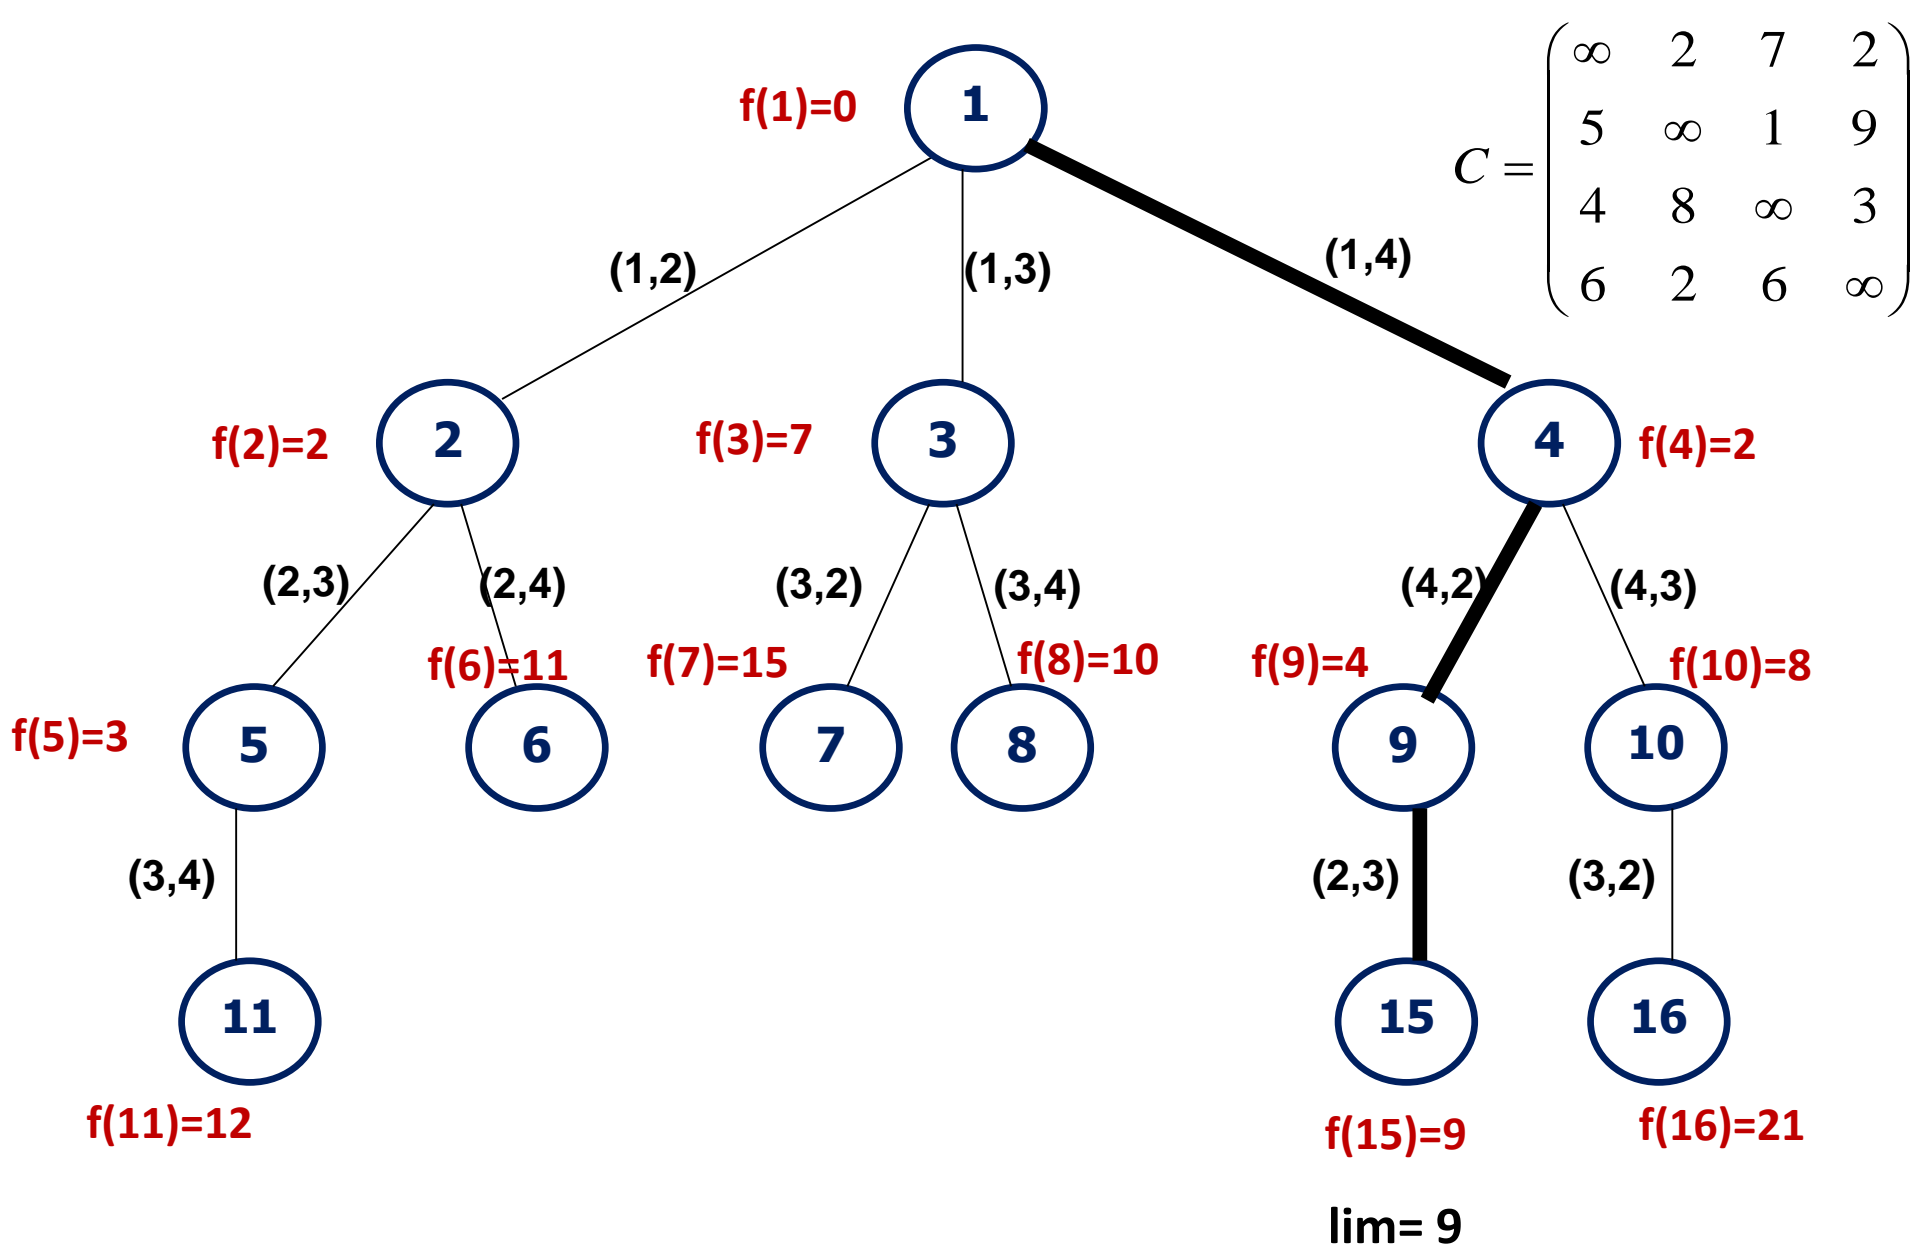 1
f(1)=0
C = ( ∞ 2 7 2
5 ∞ 1 9
4 8 ∞ 3
6 2 6 ∞ )
(1,2)
(1,3)
(1,4)
f(2)=2
2
f(3)=7
3
4
f(4)=2
(2,3)
(2,4)
(3,2)
(3,4)
(4,2)
(4,3)
f(5)=3
5
f(6)=11
6
f(7)=15
7
f(8)=10
8
f(9)=4
9
f(10)=8
10
(3,4)
(2,3)
(3,2)
11
15
16
f(11)=12
f(15)=9
f(16)=21
lim= 9